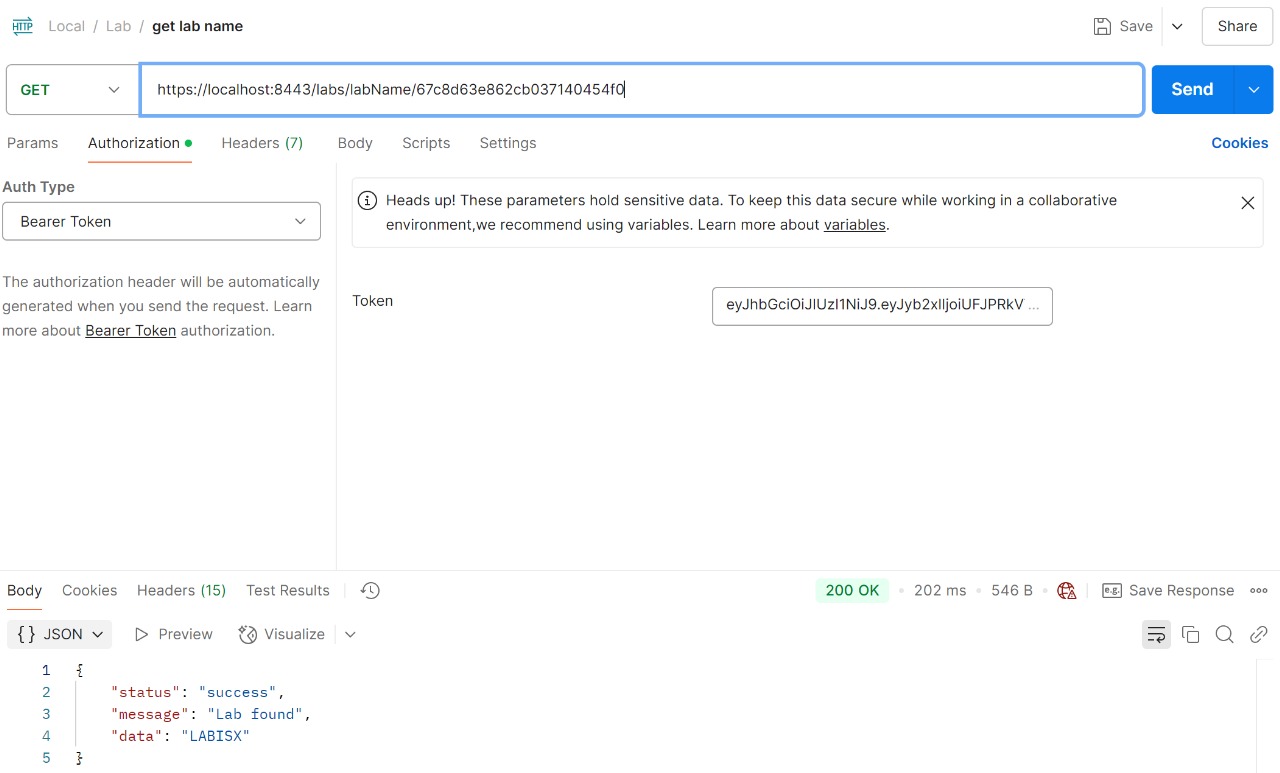 HTTP Local / Lab / get lab name Save Share
GET https://localhost:8443/labs/labName/67c8d63e862cb037140454f0 Send
Params Authorization Headers (7) Body Scripts Settings Cookies
Auth Type
Bearer Token
The authorization header will be automatically
generated when you send the request. Learn
more about Bearer Token authorization.
Heads up! These parameters hold sensitive data. To keep this data secure while working in a collaborative
environment,we recommend using variables. Learn more about variables.
Token eyJhbGciOiJIUzI1NiJ9.eyJyb2xlIjoiUFJPRkV ...
Body Cookies Headers (15) Test Results 200 OK • 202 ms • 546 B • e.g. Save Response
{} JSON Preview Visualize
1 {
2 "status": "success",
3 "message": "Lab found",
4 "data": "LABISX"
5 }